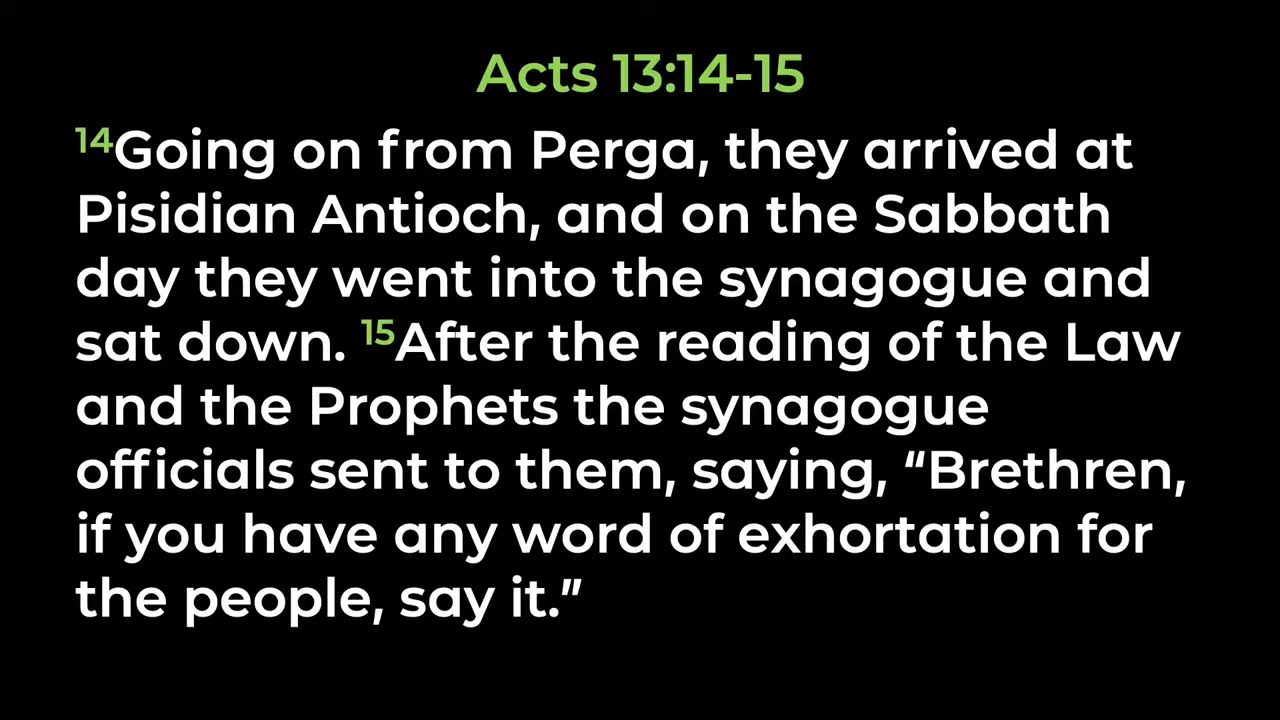 Acts 13:14-15
14Going on from Perga, they arrived at
Pisidian Antioch, and on the Sabbath
day they went into the synagogue and
sat down. 15After the reading of the Law
and the Prophets the synagogue
officials sent to them, saying, “Brethren,
if you have any word of exhortation for
the people, say it.”